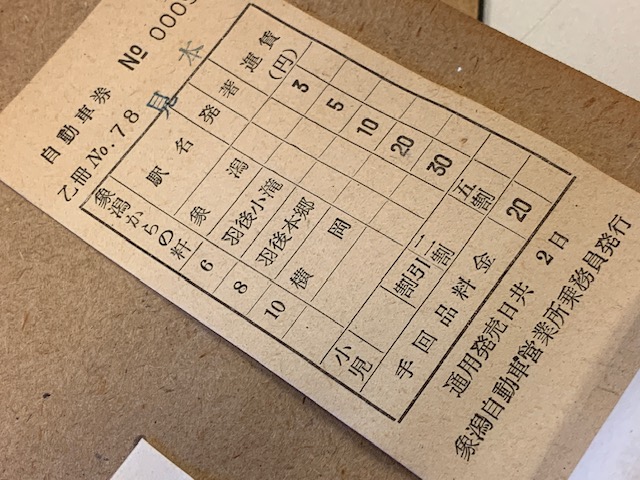 自動車券 № 0009
乙冊 No. 78 見本
象潟からの粁 駅名 発着 運賃(円)
象潟 3
6 羽後小滝 5
8 羽後本郷 10
10 横岡 20
30
小児 割引 二割 五割
手回品料金 20
通用発売日共 2日
象潟自動車営業所乗務員発行